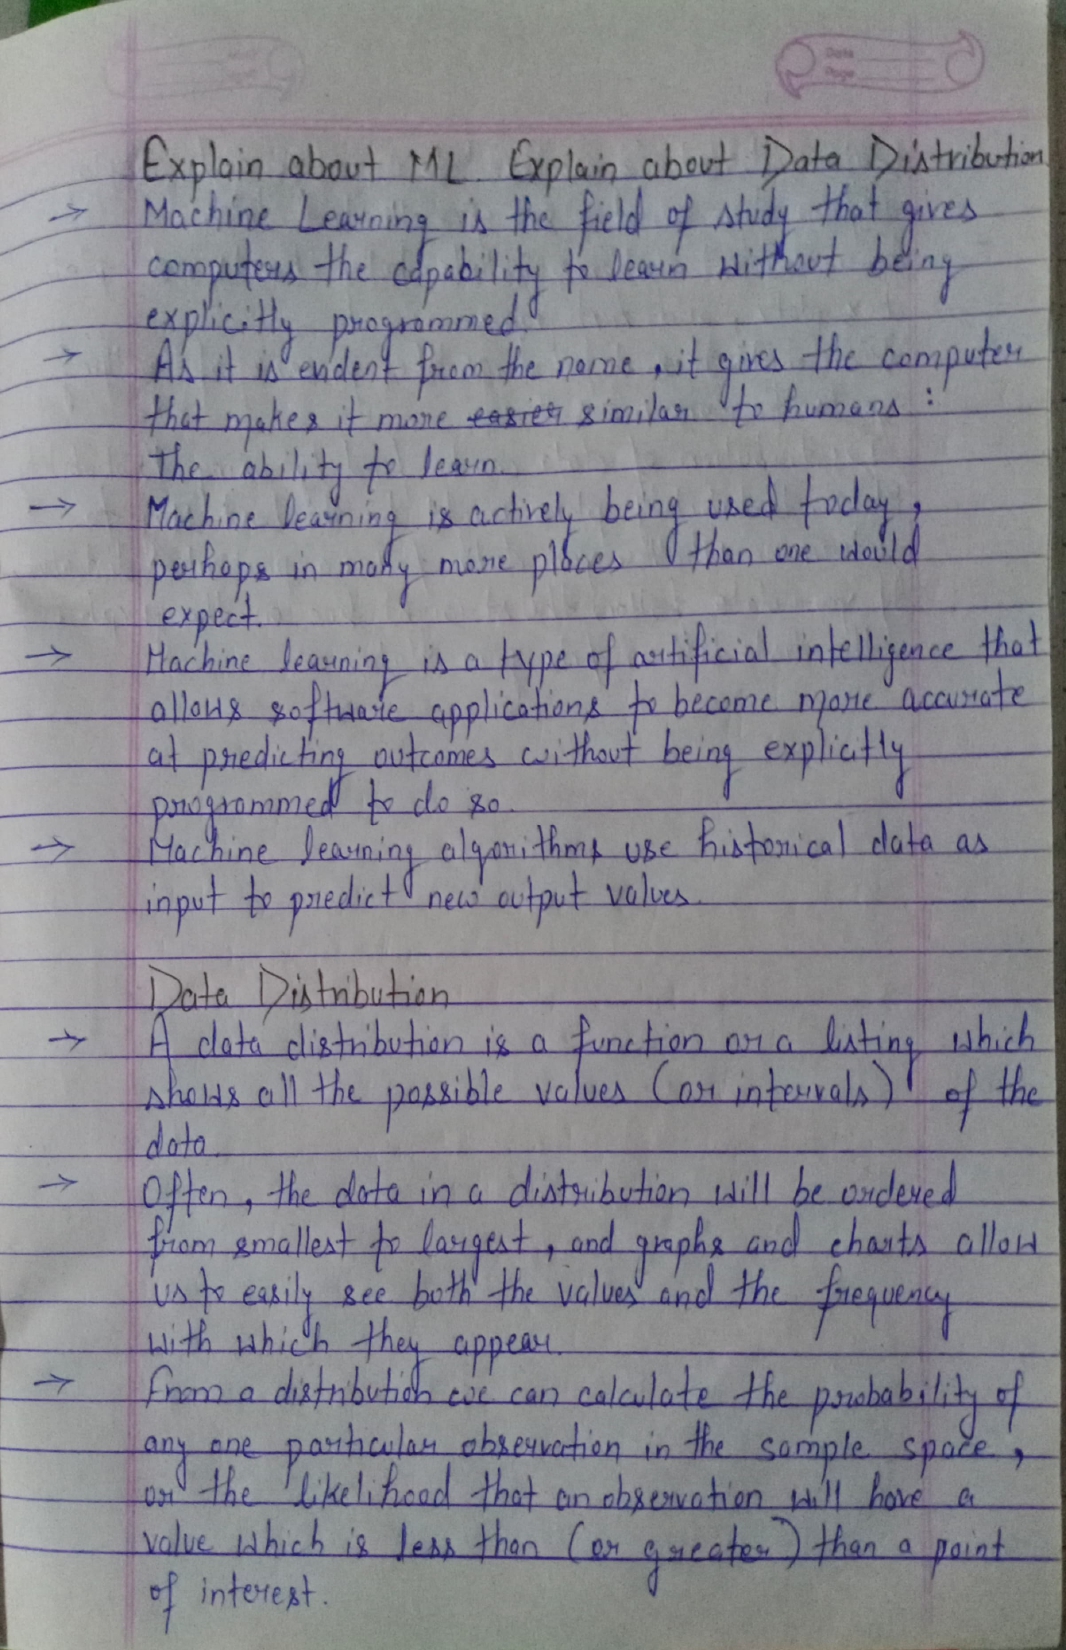 Date
Page
Explain about ML. Explain about Data Distribution
→ Machine Learning is the field of study that gives
computers the capability to learn without being
explicitly programmed.
→ As it is evident from the name, it gives the computer
that makes it more easier similar to humans :
The ability to learn.
→ Machine learning is actively being used today,
perhaps in many more places than one would
expect.
→ Machine learning is a type of artificial intelligence that
allows software applications to become more accurate
at predicting outcomes without being explicitly
programmed to do so.
→ Machine learning algorithms use historical data as
input to predict new output values.
Data Distribution
→ A data distribution is a function or a listing which
shows all the possible values (or intervals) of the
data.
→ Often, the data in a distribution will be ordered
from smallest to largest, and graphs and charts allow
us to easily see both the values and the frequency
with which they appear.
→ From a distribution we can calculate the probability of
any one particular observation in the sample space,
or the likelihood that an observation will have a
value which is less than (or greater) than a point
of interest.